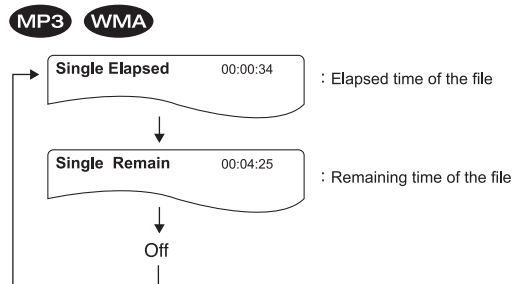 MP3 WMA
Single Elapsed 00:00:34 : Elapsed time of the file
Single Remain 00:04:25 : Remaining time of the file
Off